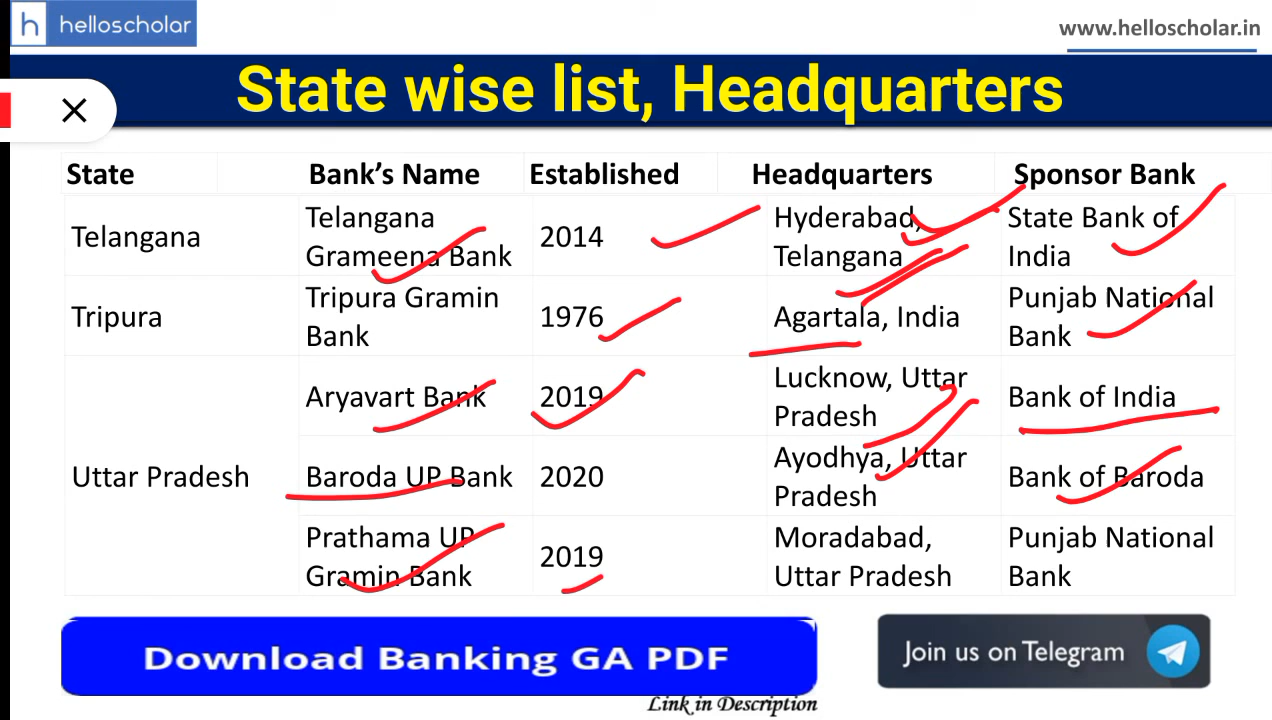 h helloscholar
www.helloscholar.in
State wise list, Headquarters
State Bank's Name Established Headquarters Sponsor Bank
Telangana
Telangana
Grameena Bank
2014
Hyderabad,
Telangana
State Bank of
India
Tripura
Tripura Gramin
Bank
1976
Agartala, India
Punjab National
Bank
Uttar Pradesh
Aryavart Bank
2019
Lucknow, Uttar
Pradesh
Bank of India
Baroda UP Bank
2020
Ayodhya, Uttar
Pradesh
Bank of Baroda
Prathama UP
Gramin Bank
2019
Moradabad,
Uttar Pradesh
Punjab National
Bank
Download Banking GA PDF
Join us on Telegram
Link in Description